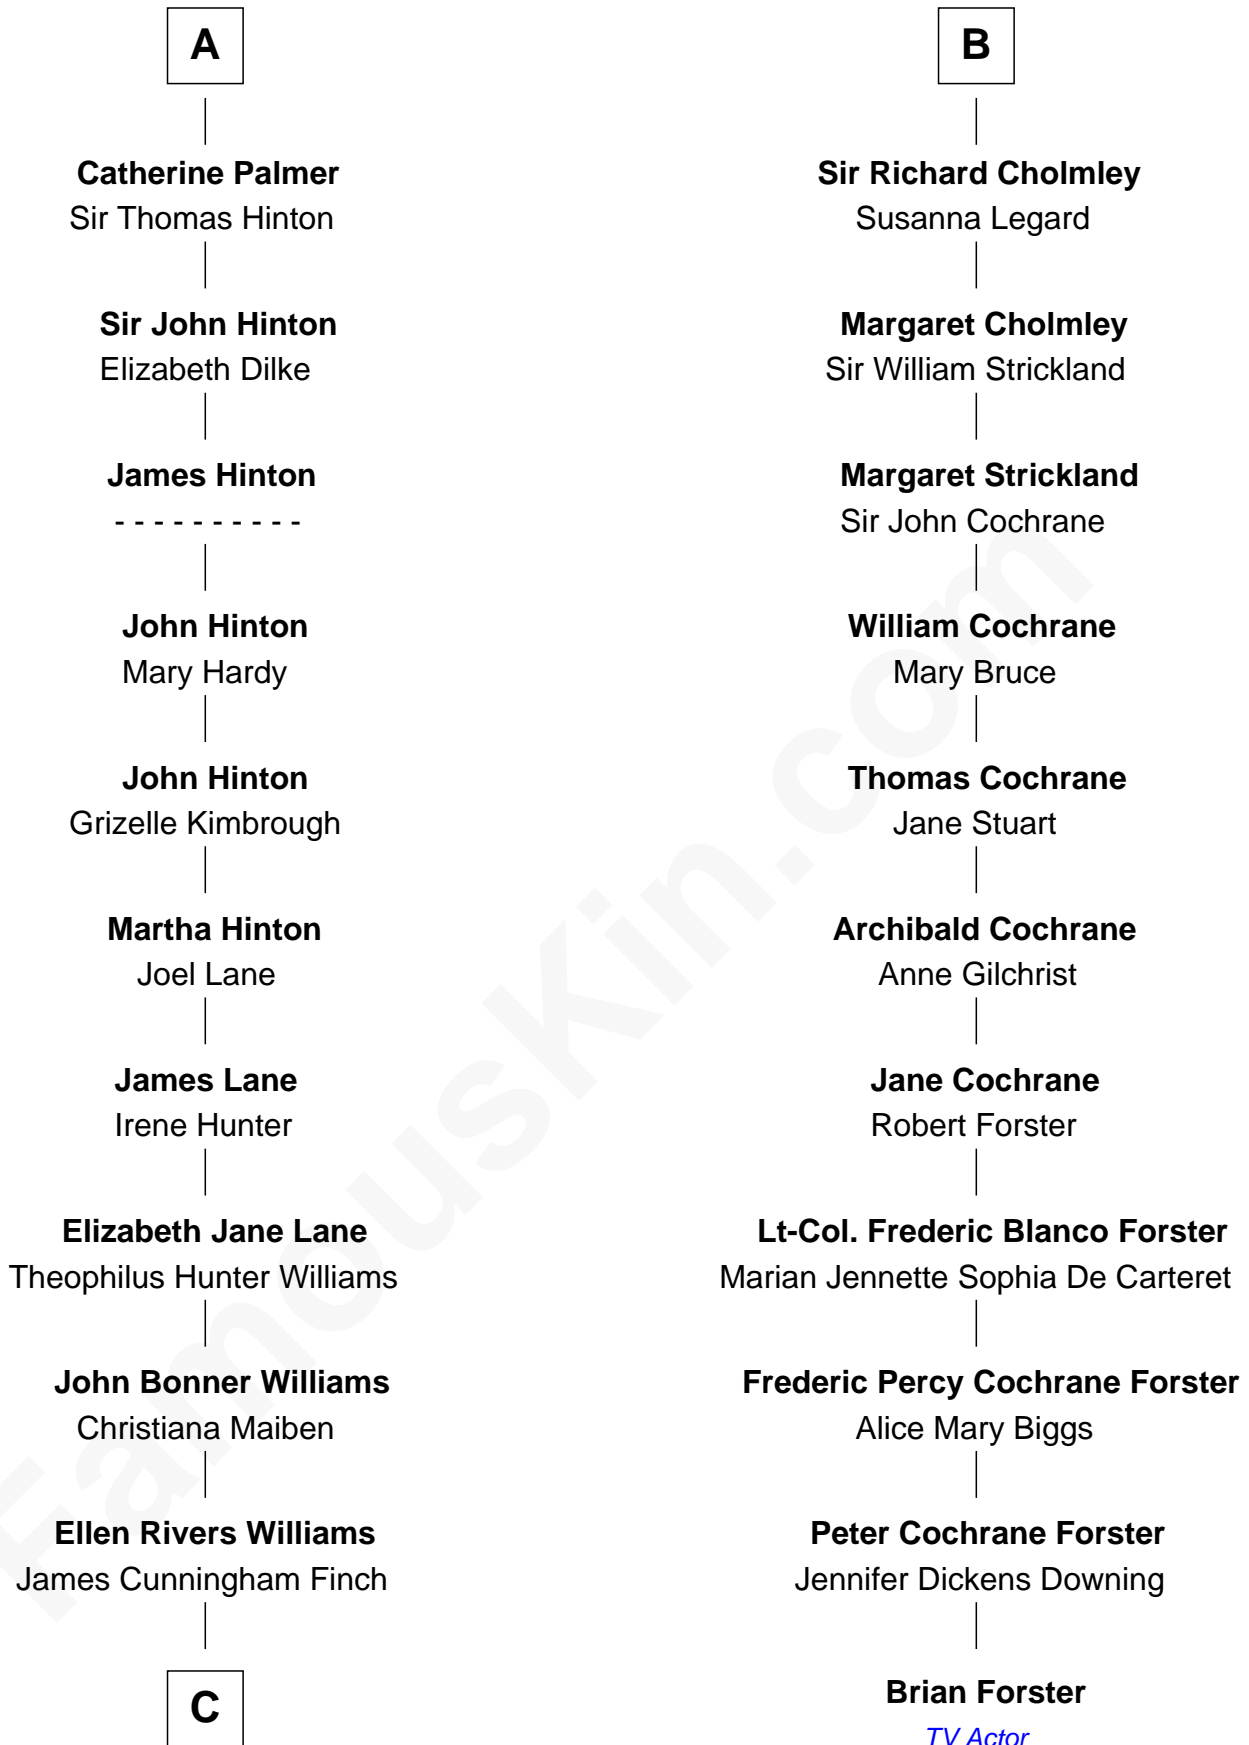 A
Catherine Palmer
Sir Thomas Hinton
Sir John Hinton
Elizabeth Dilke
James Hinton
- - - - - - - - - -
John Hinton
Mary Hardy
John Hinton
Grizelle Kimbrough
Martha Hinton
Joel Lane
James Lane
Irene Hunter
Elizabeth Jane Lane
Theophilus Hunter Williams
John Bonner Williams
Christiana Maiben
Ellen Rivers Williams
James Cunningham Finch
C
B
Sir Richard Cholmley
Susanna Legard
Margaret Cholmley
Sir William Strickland
Margaret Strickland
Sir John Cochrane
William Cochrane
Mary Bruce
Thomas Cochrane
Jane Stuart
Archibald Cochrane
Anne Gilchrist
Jane Cochrane
Robert Forster
Lt-Col. Frederic Blanco Forster
Marian Jennette Sophia De Carteret
Frederic Percy Cochrane Forster
Alice Mary Biggs
Peter Cochrane Forster
Jennifer Dickens Downing
Brian Forster
TV Actor
FamousKin.com